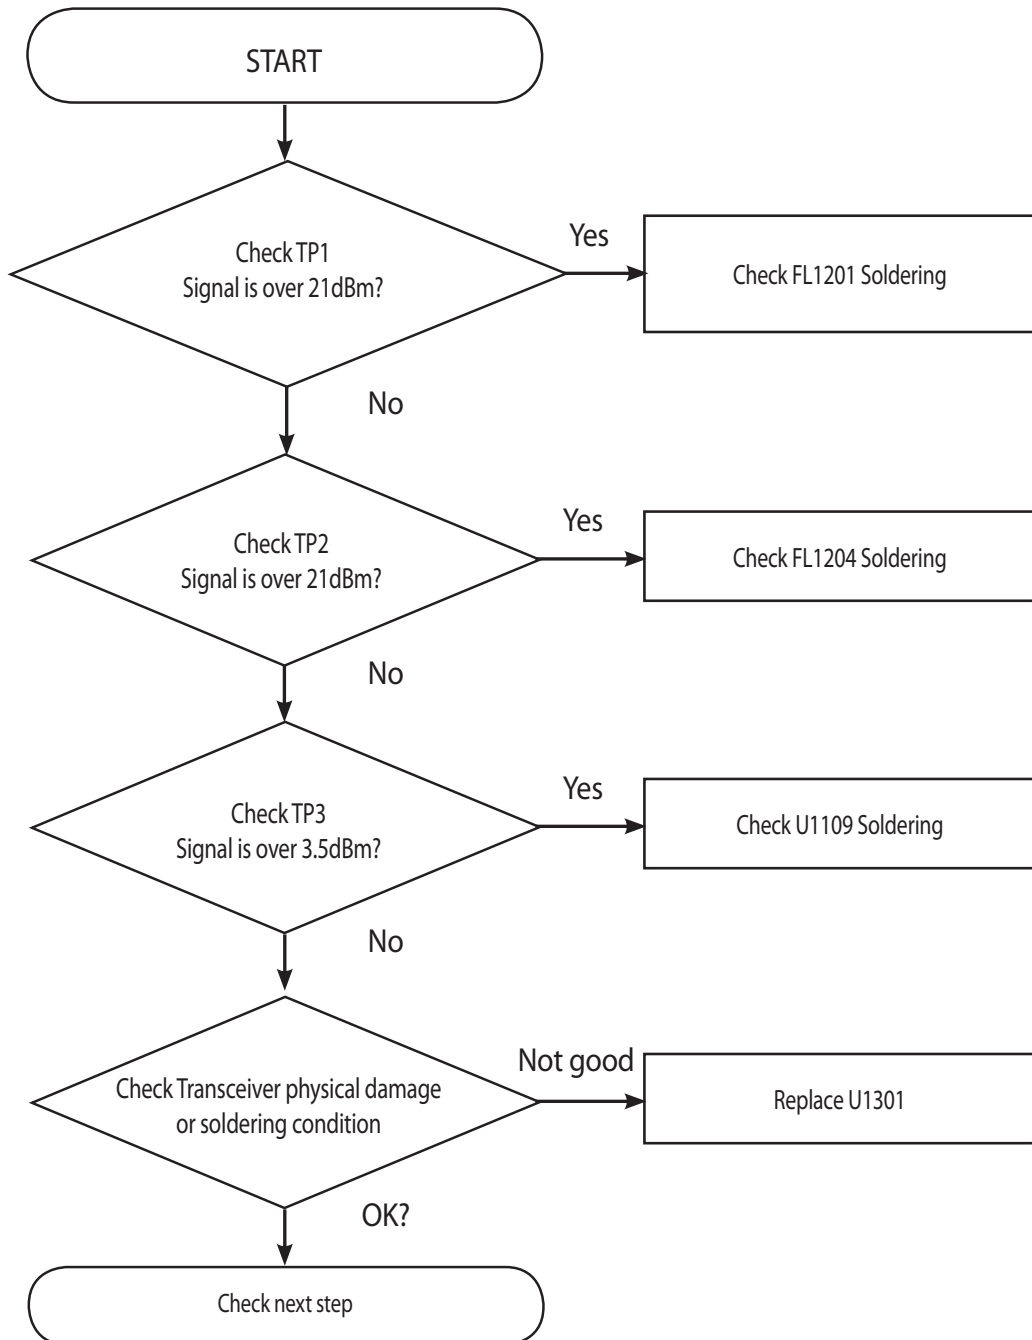 START
Check TP1
Signal is over 21dBm?
Yes
Check FL1201 Soldering
No
Check TP2
Signal is over 21dBm?
Yes
Check FL1204 Soldering
No
Check TP3
Signal is over 3.5dBm?
Yes
Check U1109 Soldering
No
Check Transceiver physical damage
or soldering condition
Not good
Replace U1301
OK?
Check next step